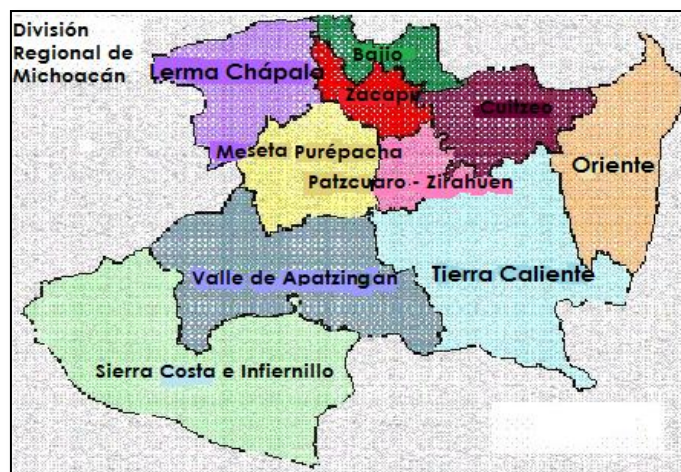 División
Regional de
Michoacán
Bajío
Lerma Chápala
Zacapu
Cuitzeo
Meseta Purépacha
Oriente
Patzcuaro - Zirahuen
Valle de Apatzingan
Tierra Caliente
Sierra Costa e Infiernillo